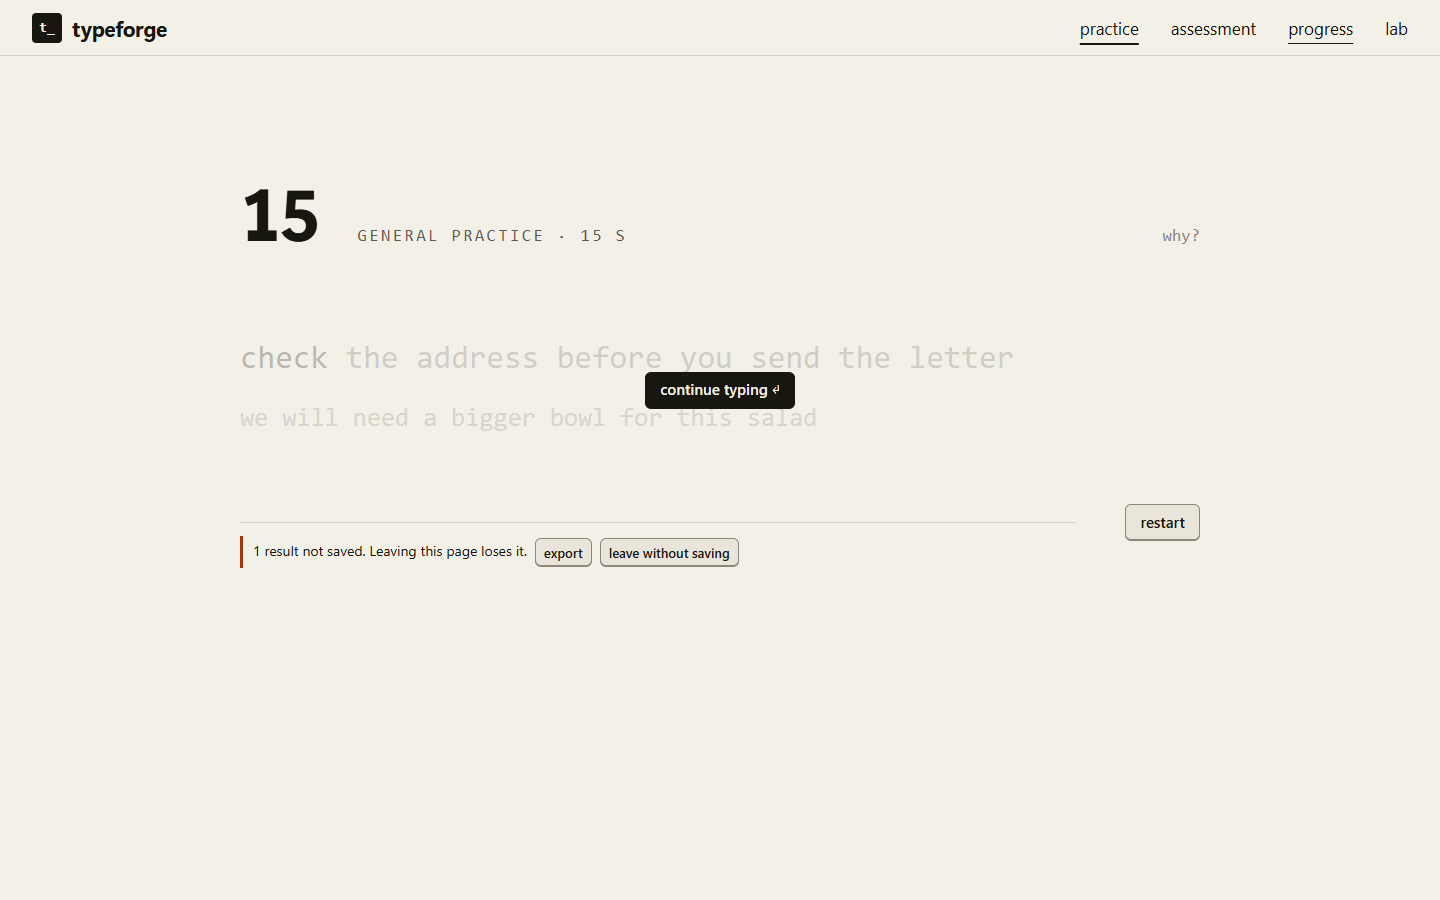 t_ typeforge practice assessment progress lab
15 GENERAL PRACTICE · 15 S why?
check the address before you send the letter
continue typing ↲
we will need a bigger bowl for this salad
restart
1 result not saved. Leaving this page loses it. export leave without saving